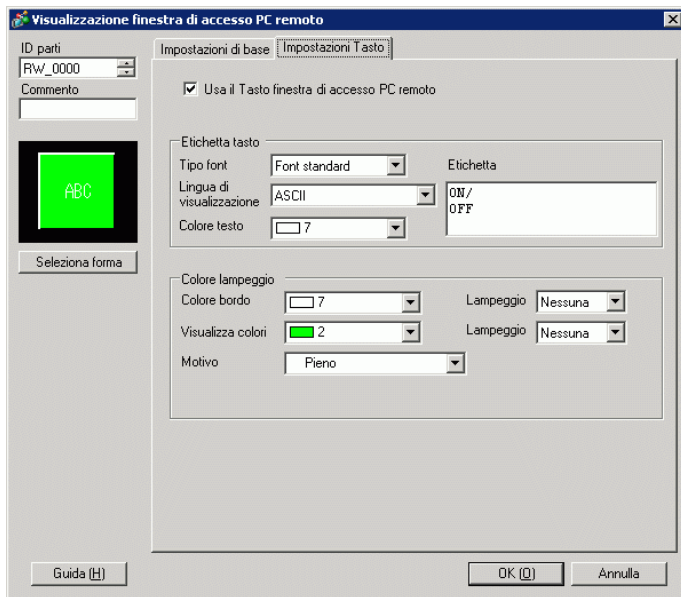 Visualizzazione finestra di accesso PC remoto
ID parti
RW_0000
Commento
ABC
Seleziona forma
Impostazioni di base
Impostazioni Tasto
Usa il Tasto finestra di accesso PC remoto
Etichetta tasto
Tipo font
Font standard
Etichetta
Lingua di
visualizzazione
ASCII
ON/
OFF
Colore testo
7
Colore lampeggio
Colore bordo
7
Lampeggio
Nessuna
Visualizza colori
2
Lampeggio
Nessuna
Motivo
Pieno
Guida (H)
OK (O)
Annulla